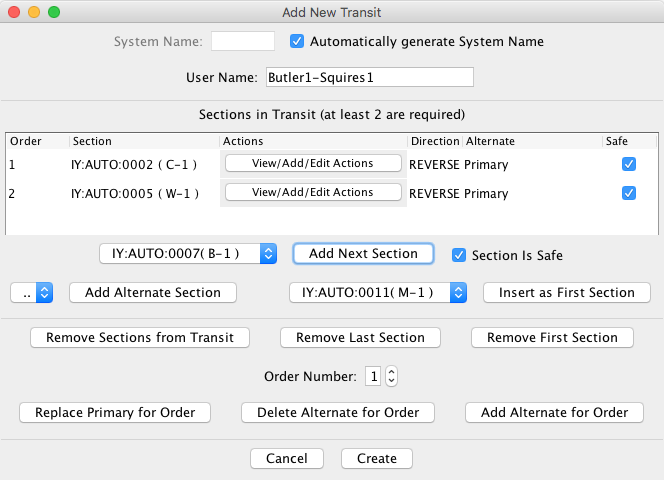 Add New Transit
System Name: Automatically generate System Name
User Name: Butler1-Squires1
Sections in Transit (at least 2 are required)
Order Section Actions Direction Alternate Safe
1 IY:AUTO:0002 ( C-1 ) View/Add/Edit Actions REVERSE Primary
2 IY:AUTO:0005 ( W-1 ) View/Add/Edit Actions REVERSE Primary
IY:AUTO:0007( B-1 ) Add Next Section Section Is Safe
.. Add Alternate Section IY:AUTO:0011( M-1 ) Insert as First Section
Remove Sections from Transit Remove Last Section Remove First Section
Order Number: 1
Replace Primary for Order Delete Alternate for Order Add Alternate for Order
Cancel Create